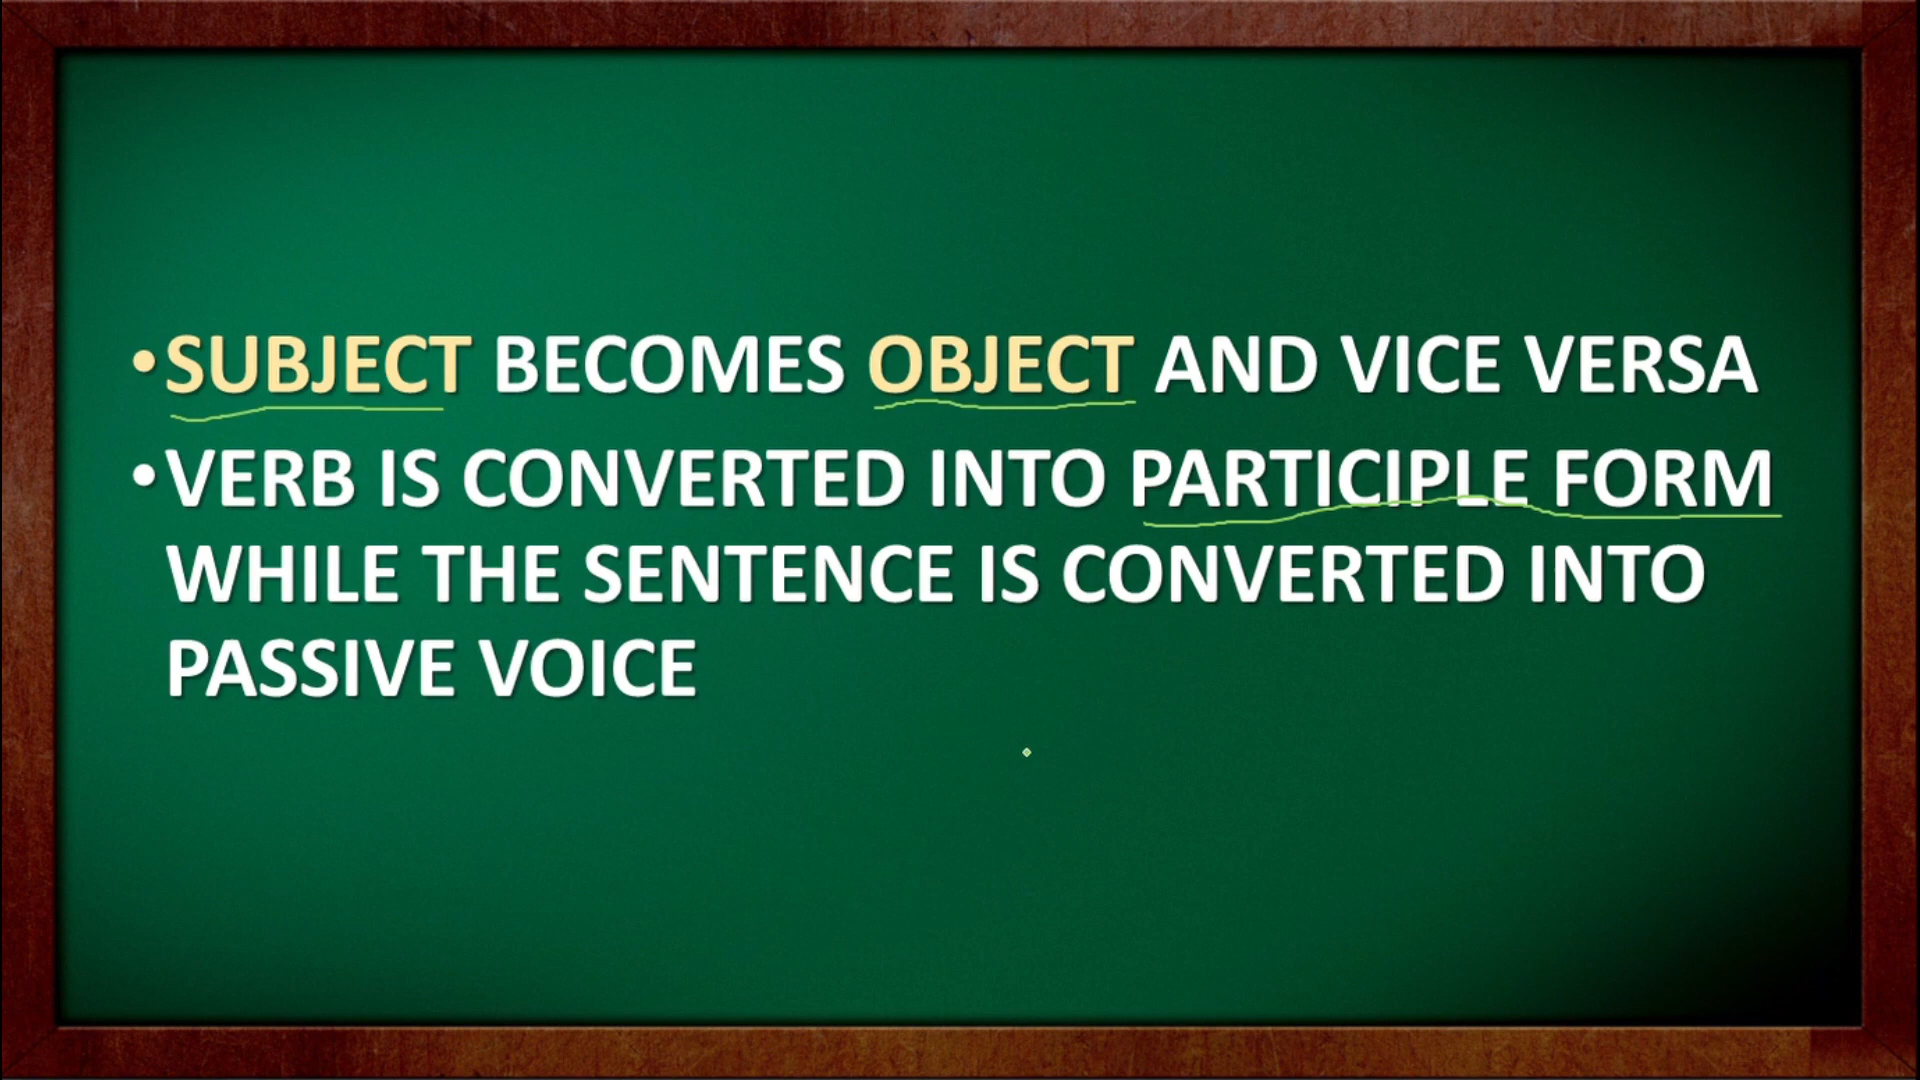 •SUBJECT BECOMES OBJECT AND VICE VERSA
•VERB IS CONVERTED INTO PARTICIPLE FORM
WHILE THE SENTENCE IS CONVERTED INTO
PASSIVE VOICE